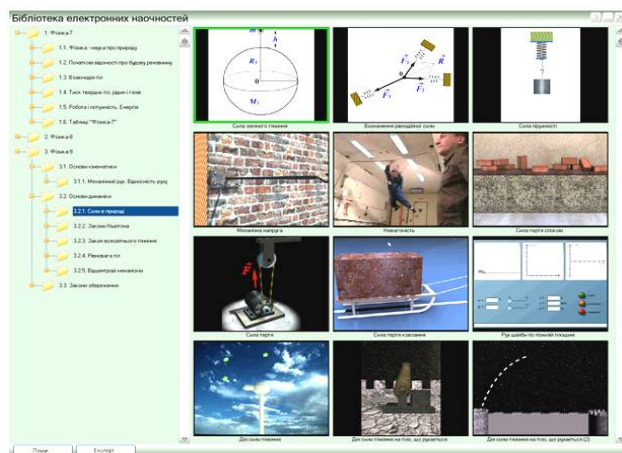 Бібліотека електронних наочностей
1. Фізика-7
1.1. Фізика - наука про природу
1.2. Початкові відомості про будову речовини
1.3. Взаємодія тіл
1.4. Тиск твердих тіл, рідин і газів
1.5. Робота і потужність. Енергія
1.6. Таблиці "Фізика-7"
2. Фізика-8
3. Фізика-9
3.1. Основи кінематики
3.1.1. Механічний рух. Відносність руху
3.2. Основи динаміки
3.2.1. Сили в природі
3.2.2. Закони Ньютона
3.2.3. Закон всесвітнього тяжіння
3.2.4. Рівновага тіл
3.2.5. Відцентрові механізми
3.3. Закони збереження
h
R
M
Сила земного тяжіння
F
F
F
R
0
Визначення рівнодійної сили
Сила пружності
Механічна напруга
Невагомість
Сила тертя спокою
F
Сила тертя
Сила тертя ковзання
Рух шайби по похилій площині
Дія сили тяжіння
Дія сили тяжіння на тіло, що рухається
Дія сили тяжіння на тіло, що рухається (2)
Пошук
Експорт